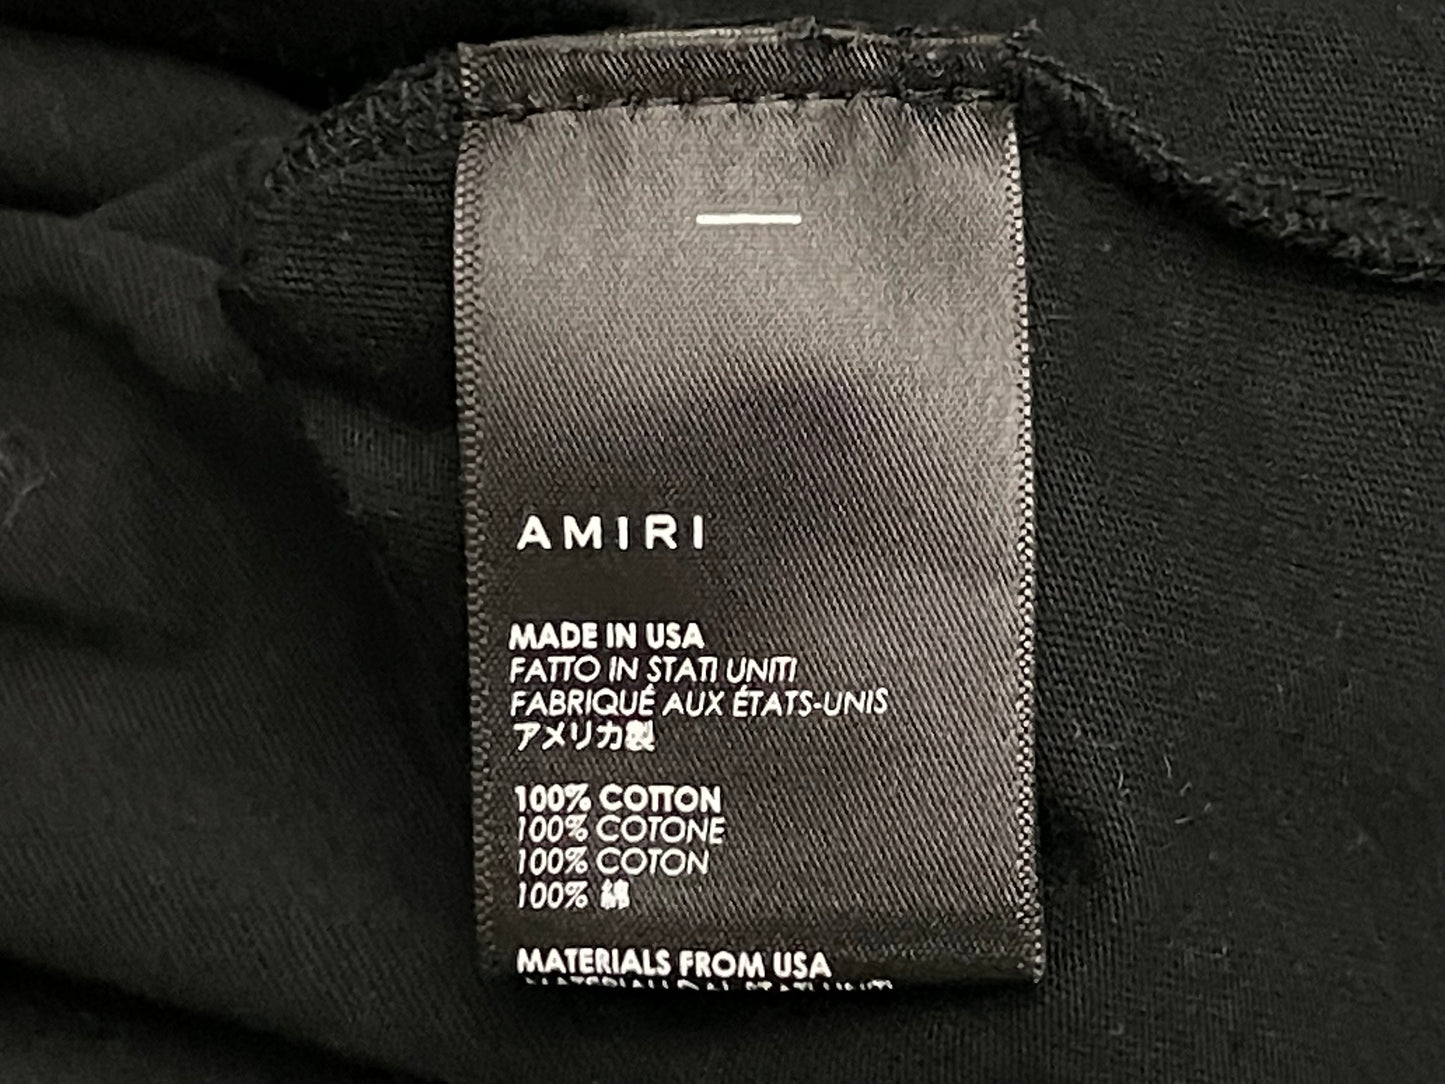 AMIRI
MADE IN USA
FATTO IN STATI UNITI
FABRIQUÉ AUX ÉTATS-UNIS
アメリカ製
100% COTTON
100% COTONE
100% COTON
100% 綿
MATERIALS FROM USA